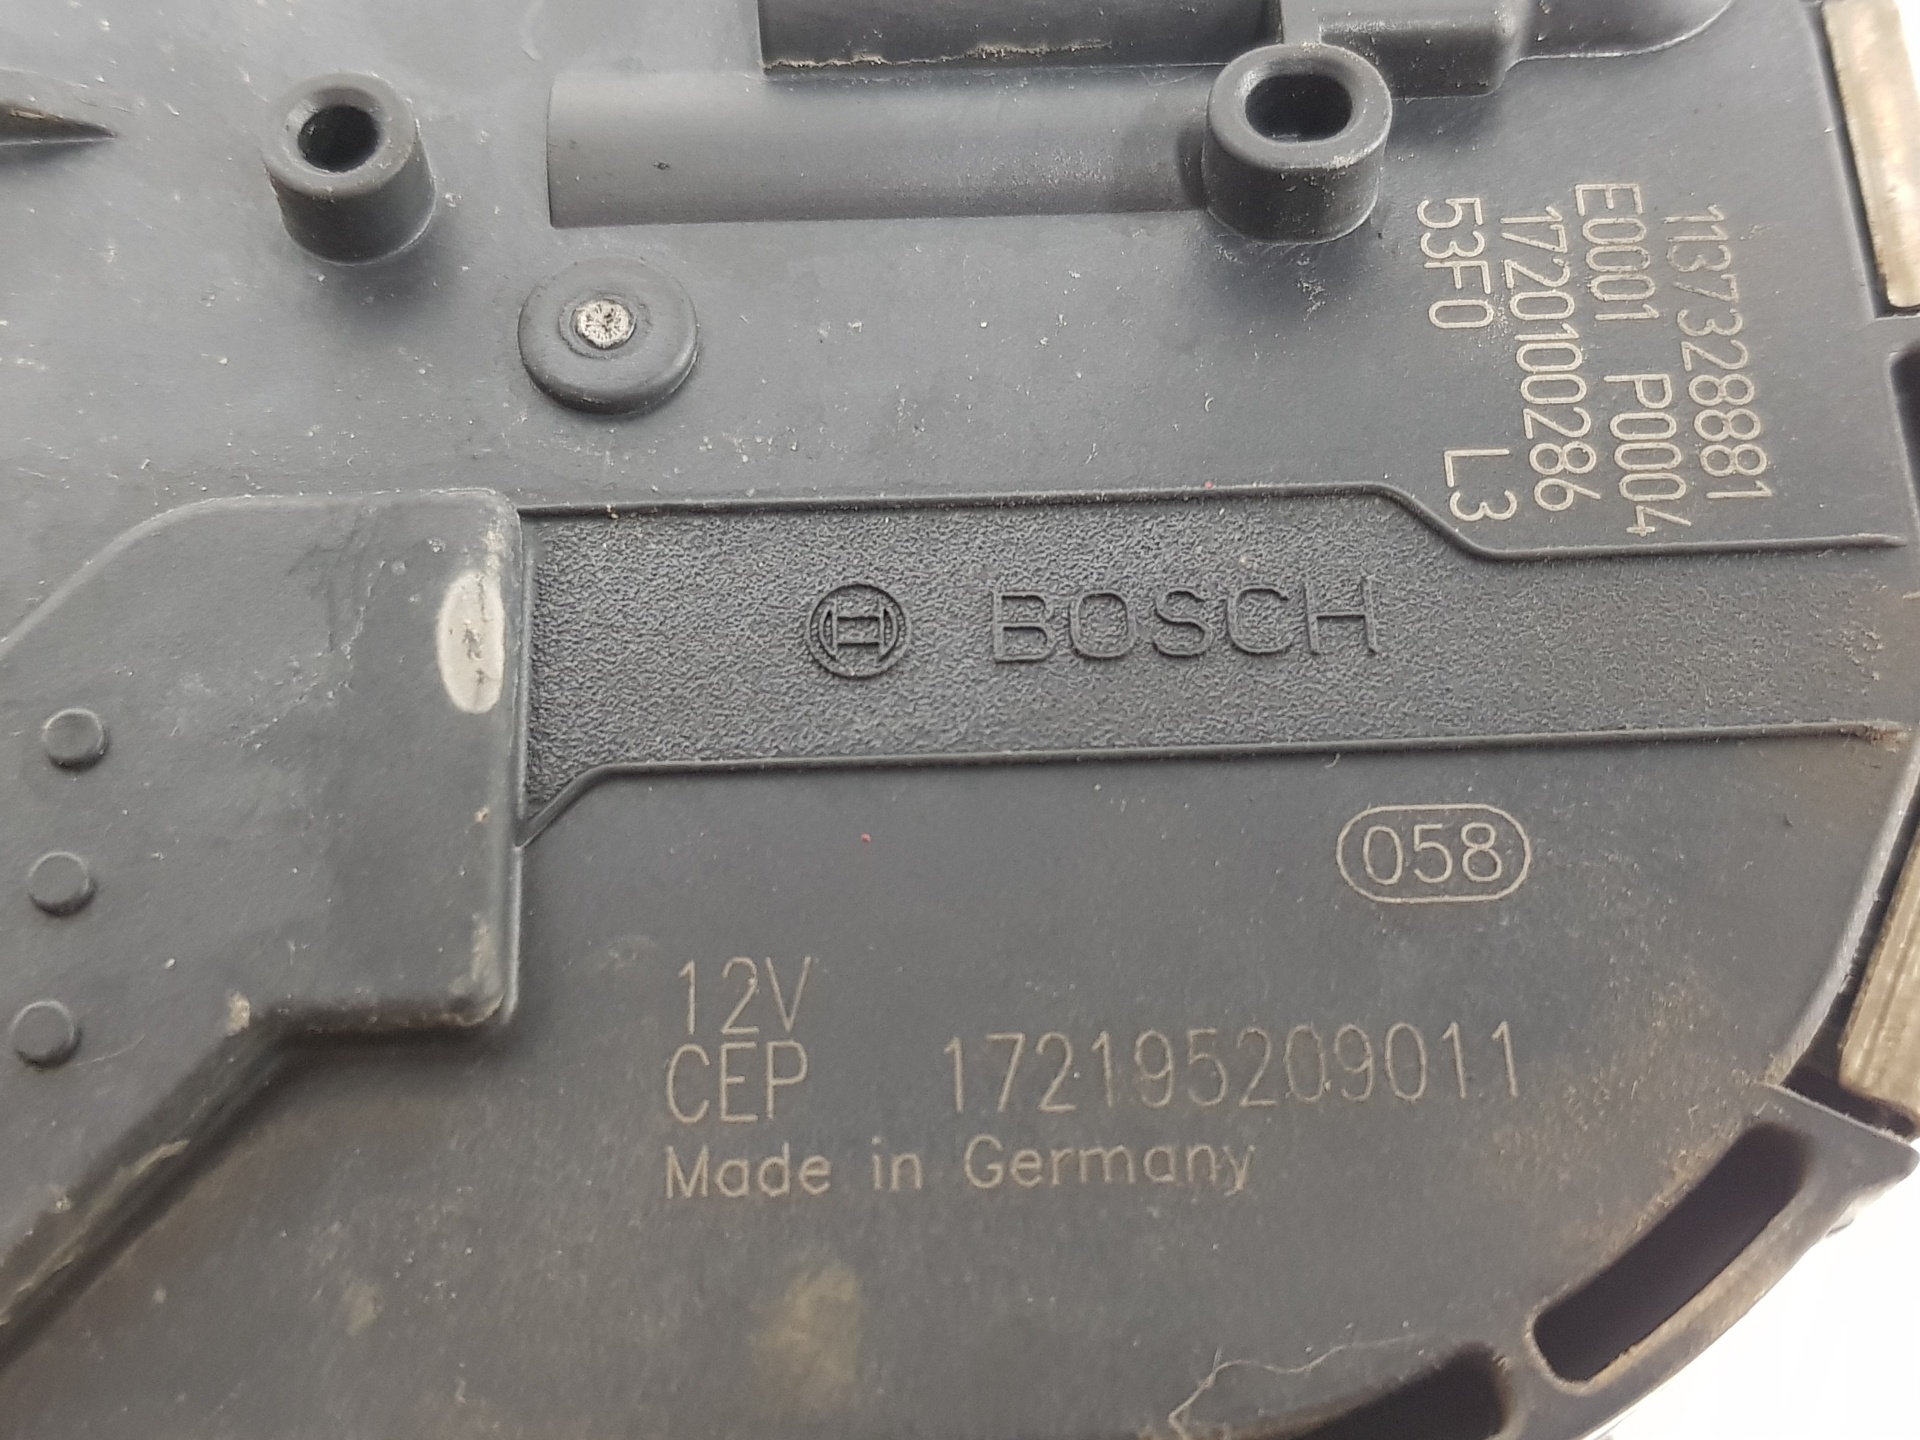 1137328881
E0001 P0004
1720100286
53F0 L3
BOSCH
058
12V
CEP 172195209011
Made in Germany